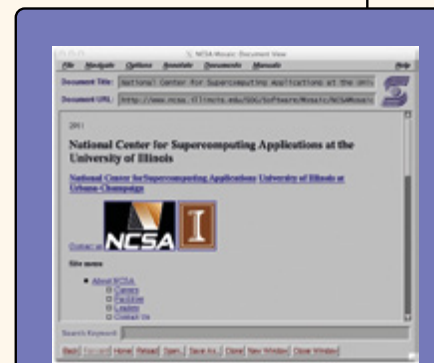 NCSA Mosaic: Document View
File Navigate Options Annotate Documents Manuals Help
Document Title: National Center for Supercomputing Applications at the Univ
Document URL: http://www.ncsa.illinois.edu/SDG/Software/Mosaic/NCSAMosaic
2011
National Center for Supercomputing Applications at the
University of Illinois
National Center for Supercomputing Applications University of Illinois at
Urbana-Champaign
Contact us NCSA I
Site menu
About NCSA
Careers
Facilities
Leaders
Contact Us
Search Keyword:
Back Forward Home Reload Open... Save As... Clone New Window Close Window